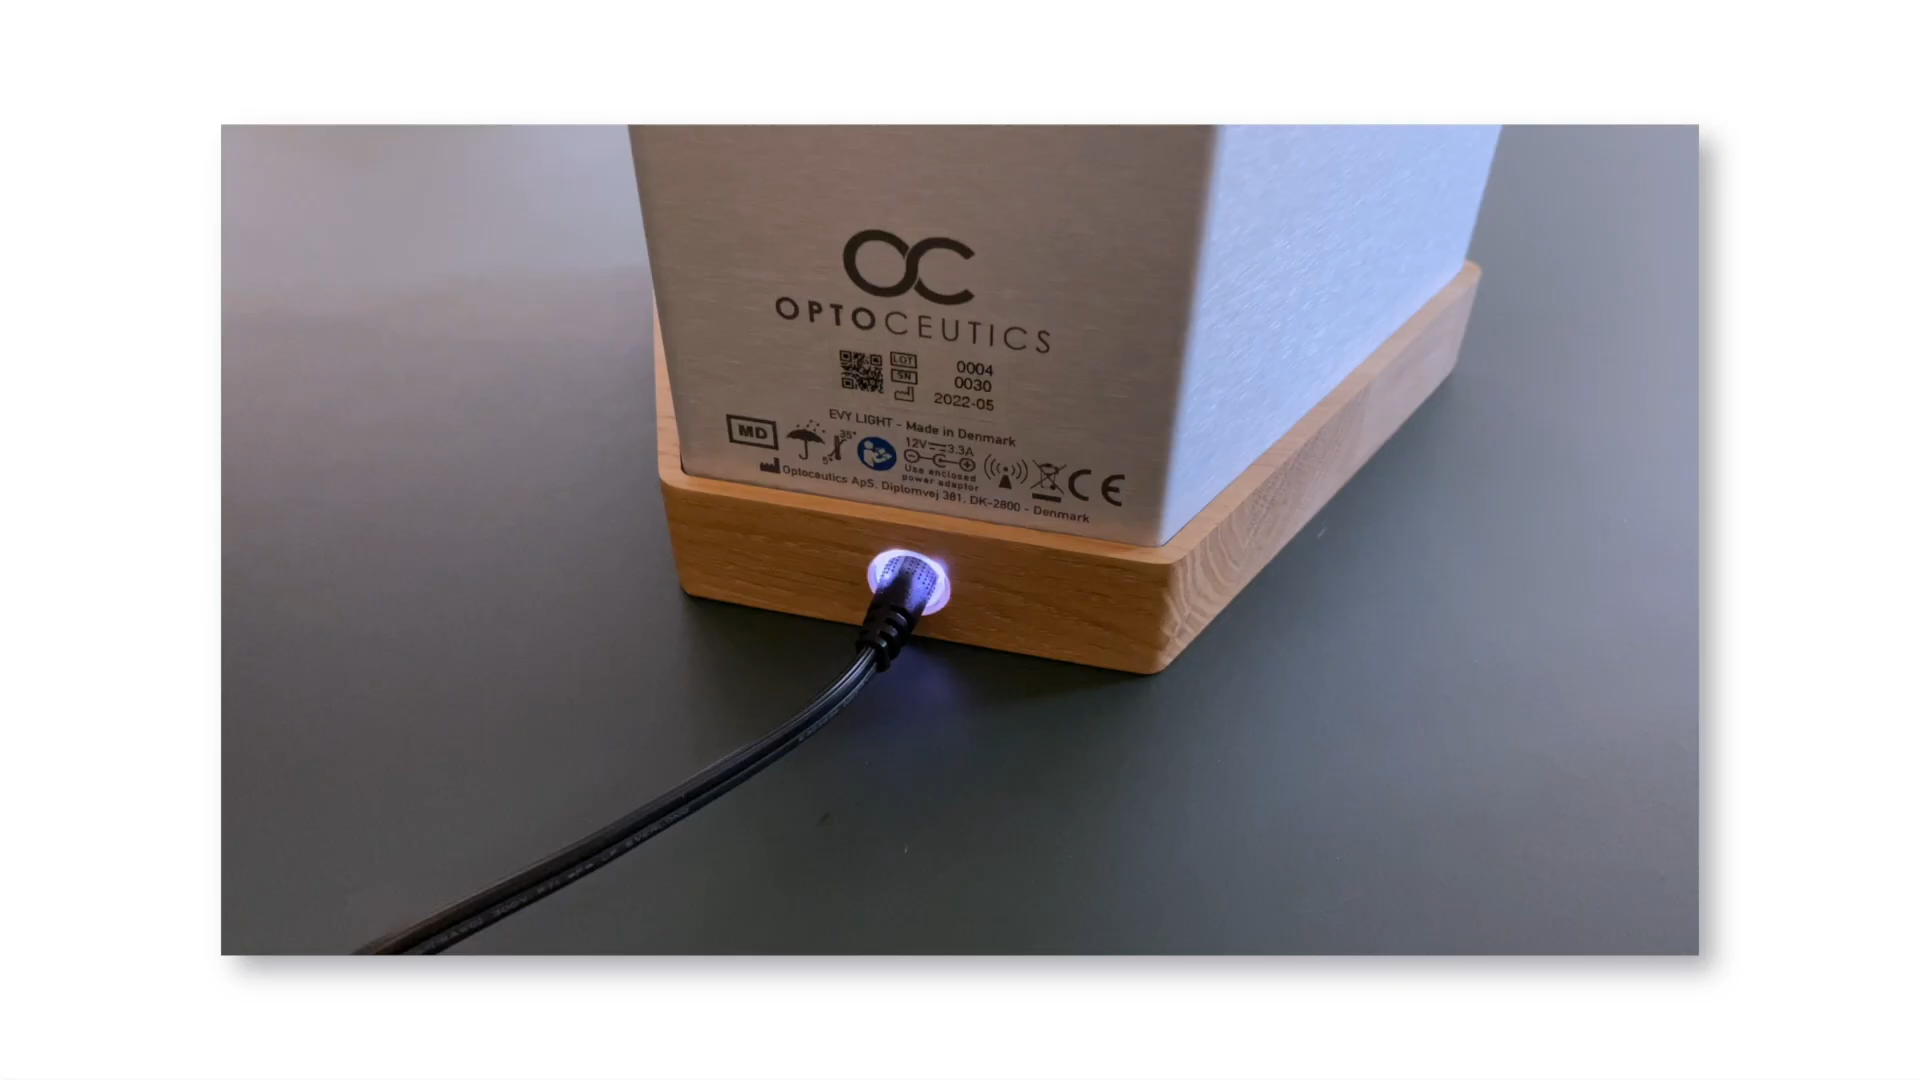 OC
OPTOCEUTICS
LOT 0004
SN 0030
2022-05
EVY LIGHT - Made in Denmark
MD
35°
5°
12V 3.3A
Use enclosed
power adaptor
CE
Optoceutics ApS, Diplomvej 381, DK-2800 - Denmark